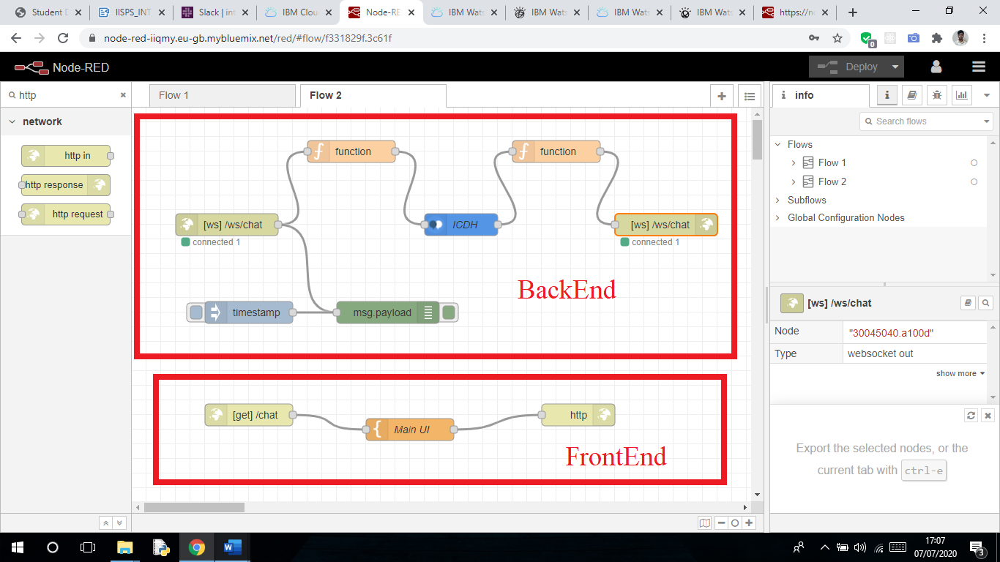 Student D
IISPS_INT
Slack | int
IBM Clou
Node-RE
IBM Wats
IBM Wats
IBM Wats
IBM Wats
https://no
node-red-iiqmy.eu-gb.mybluemix.net/red/#flow/f331829f.3c61f
0
Node-RED
Deploy
http
Flow 1
Flow 2
info
network
Search flows
http in
http response
http request
Flows
Flow 1
Flow 2
Subflows
Global Configuration Nodes
function
function
[ws] /ws/chat
connected 1
ICDH
[ws] /ws/chat
connected 1
BackEnd
timestamp
msg.payload
[ws] /ws/chat
Node
"30045040.a100d"
Type
websocket out
show more
[get] /chat
Main UI
http
FrontEnd
Export the selected nodes, or the
current tab with ctrl-e
17:07
07/07/2020
3